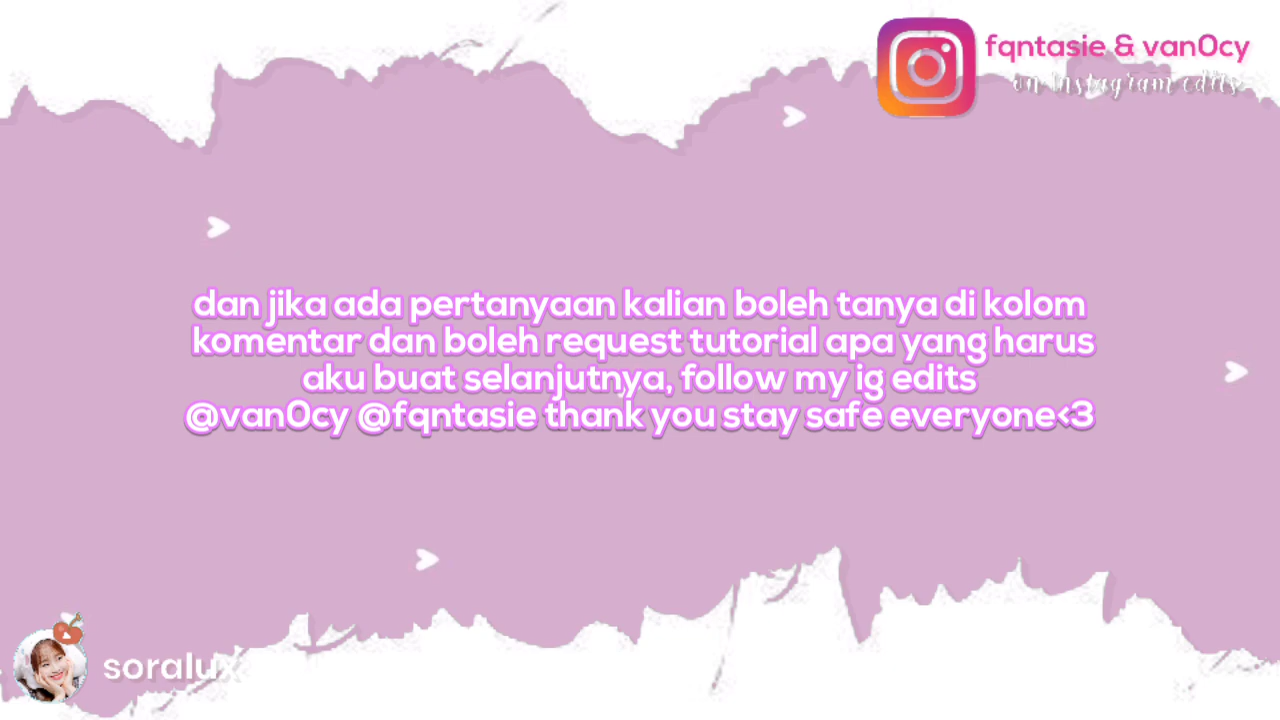 fqntasie & van0cy
on Instagram edits
dan jika ada pertanyaan kalian boleh tanya di kolom
komentar dan boleh request tutorial apa yang harus
aku buat selanjutnya, follow my ig edits
@van0cy @fqntasie thank you stay safe everyone<3
soralux